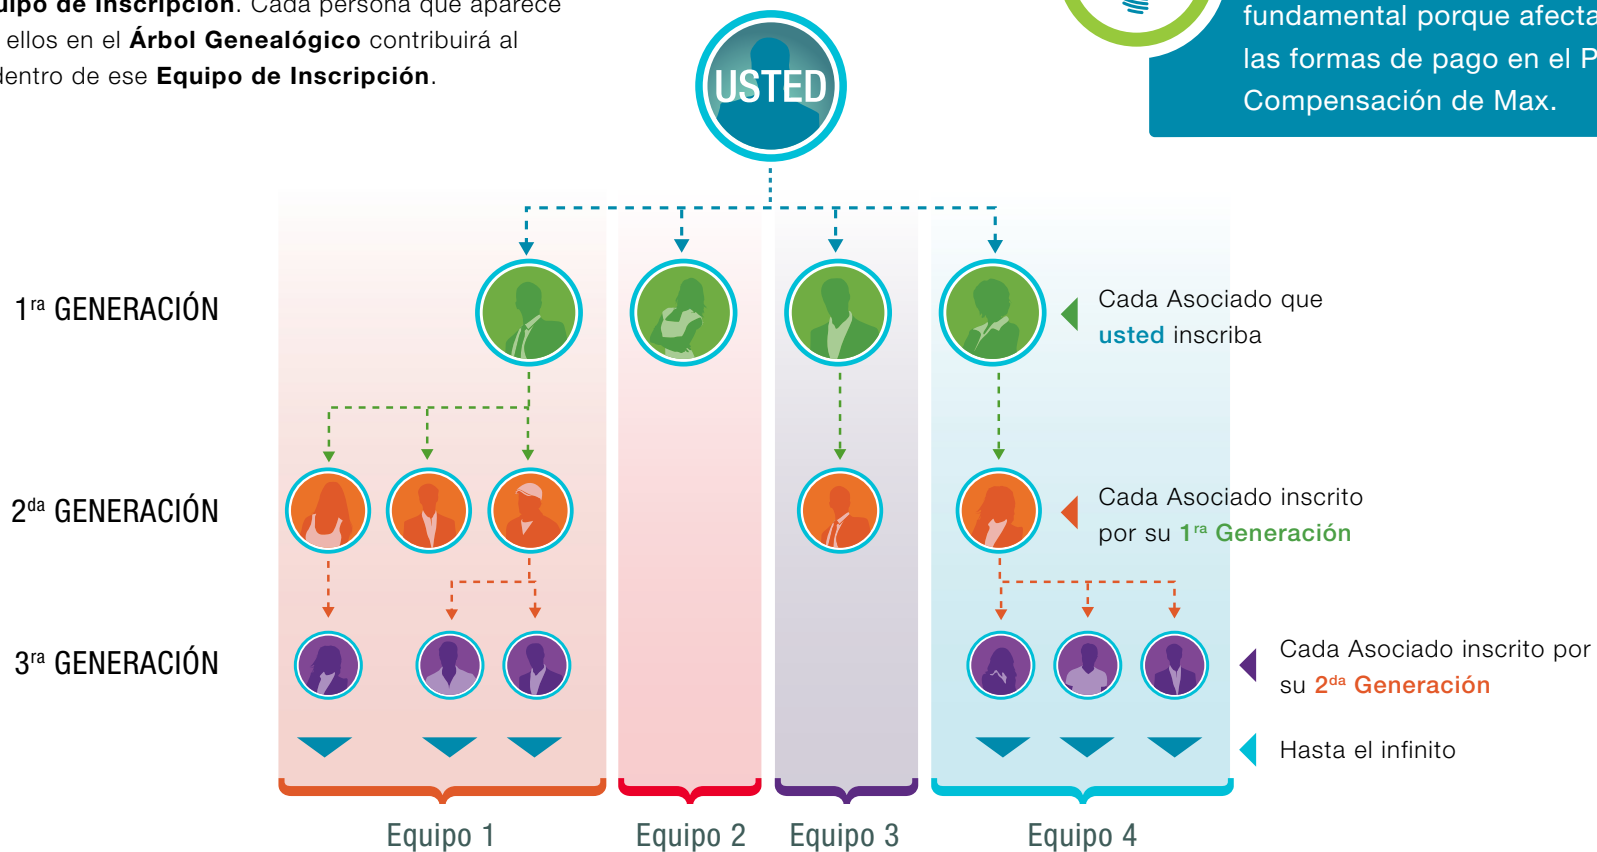 Equipo de Inscripción. Cada persona que aparece
ellos en el Árbol Genealógico contribuirá al
dentro de ese Equipo de Inscripción.
fundamental porque afecta
las formas de pago en el P
Compensación de Max.
USTED
1ra GENERACIÓN
Cada Asociado que
usted inscriba
2da GENERACIÓN
Cada Asociado inscrito
por su 1ra Generación
3ra GENERACIÓN
Cada Asociado inscrito por
su 2da Generación
Hasta el infinito
Equipo 1
Equipo 2
Equipo 3
Equipo 4